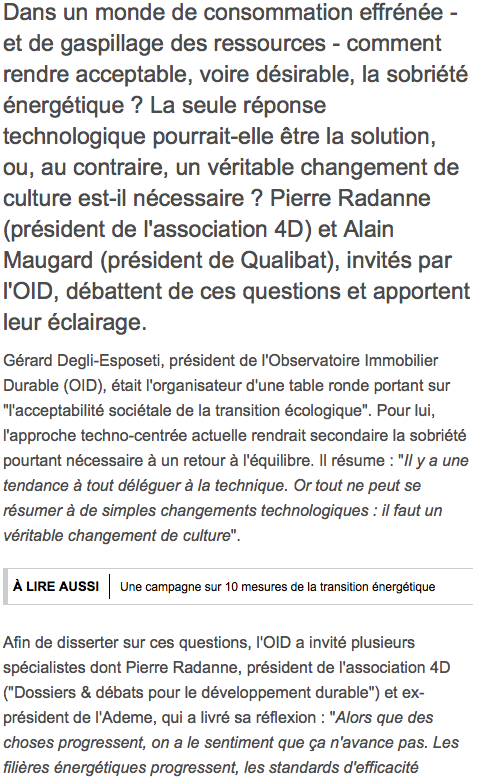 Dans un monde de consommation effrénée -
et de gaspillage des ressources - comment
rendre acceptable, voire désirable, la sobriété
énergétique ? La seule réponse
technologique pourrait-elle être la solution,
ou, au contraire, un véritable changement de
culture est-il nécessaire ? Pierre Radanne
(président de l'association 4D) et Alain
Maugard (président de Qualibat), invités par
l'OID, débattent de ces questions et apportent
leur éclairage.
Gérard Degli-Esposeti, président de l'Observatoire Immobilier
Durable (OID), était l'organisateur d'une table ronde portant sur
"l'acceptabilité sociétale de la transition écologique". Pour lui,
l'approche techno-centrée actuelle rendrait secondaire la sobriété
pourtant nécessaire à un retour à l'équilibre. Il résume : "Il y a une
tendance à tout déléguer à la technique. Or tout ne peut se
résumer à de simples changements technologiques : il faut un
véritable changement de culture".
À LIRE AUSSI Une campagne sur 10 mesures de la transition énergétique
Afin de disserter sur ces questions, l'OID a invité plusieurs
spécialistes dont Pierre Radanne, président de l'association 4D
("Dossiers & débats pour le développement durable") et ex-
président de l'Ademe, qui a livré sa réflexion : "Alors que des
choses progressent, on a le sentiment que ça n'avance pas. Les
filières énergétiques progressent, les standards d'efficacité